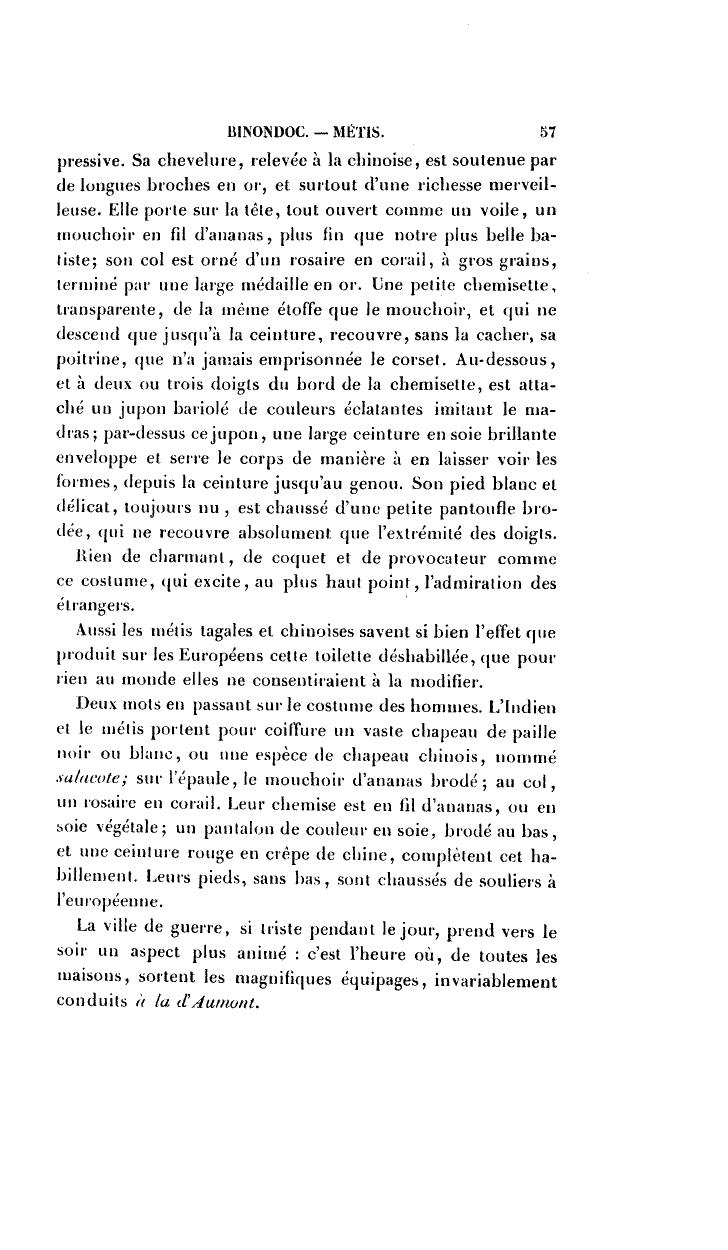 BINONDOC. — MÉTIS. 57
pressive. Sa chevelure, relevée à la chinoise, est soutenue par
de longues broches en or, et surtout d'une richesse merveil-
leuse. Elle porte sur la tête, tout ouvert comme un voile, un
mouchoir en fil d'ananas, plus fin que notre plus belle ba-
tiste; son col est orné d'un rosaire en corail, à gros grains,
terminé par une large médaille en or. Une petite chemisette,
transparente, de la même étoffe que le mouchoir, et qui ne
descend que jusqu'à la ceinture, recouvre, sans la cacher, sa
poitrine, que n'a jamais emprisonnée le corset. Au-dessous,
et à deux ou trois doigts du bord de la chemisette, est atta-
ché un jupon bariolé de couleurs éclatantes imitant le ma-
dras; par-dessus ce jupon, une large ceinture en soie brillante
enveloppe et serre le corps de manière à en laisser voir les
formes, depuis la ceinture jusqu'au genou. Son pied blanc et
délicat, toujours nu, est chaussé d'une petite pantoufle bro-
dée, qui ne recouvre absolument que l'extrémité des doigts.
Rien de charmant, de coquet et de provocateur comme
ce costume, qui excite, au plus haut point, l'admiration des
étrangers.
Aussi les métis tagales et chinoises savent si bien l'effet que
produit sur les Européens cette toilette déshabillée, que pour
rien au monde elles ne consentiraient à la modifier.
Deux mots en passant sur le costume des hommes. L'Indien
et le métis portent pour coiffure un vaste chapeau de paille
noir ou blanc, ou une espèce de chapeau chinois, nommé
salacote; sur l'épaule, le mouchoir d'ananas brodé; au col,
un rosaire en corail. Leur chemise est en fil d'ananas, ou en
soie végétale; un pantalon de couleur en soie, brodé au bas,
et une ceinture rouge en crêpe de chine, complètent cet ha-
billement. Leurs pieds, sans bas, sont chaussés de souliers à
l'européenne.
La ville de guerre, si triste pendant le jour, prend vers le
soir un aspect plus animé : c'est l'heure où, de toutes les
maisons, sortent les magnifiques équipages, invariablement
conduits à la d'Aumont.